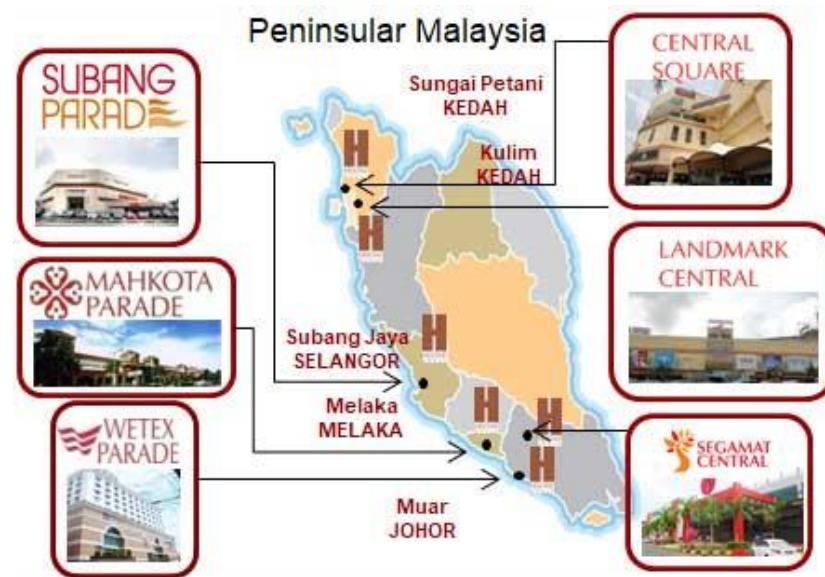 Peninsular Malaysia
SUBANG
PARADE
CENTRAL
SQUARE
Sungai Petani
KEDAH
Kulim
KEDAH
MAHKOTA
PARADE
LANDMARK
CENTRAL
Subang Jaya
SELANGOR
Melaka
MELAKA
WETEX
PARADE
SEGAMAT
CENTRAL
Muar
JOHOR
H
H
H
H
H
H